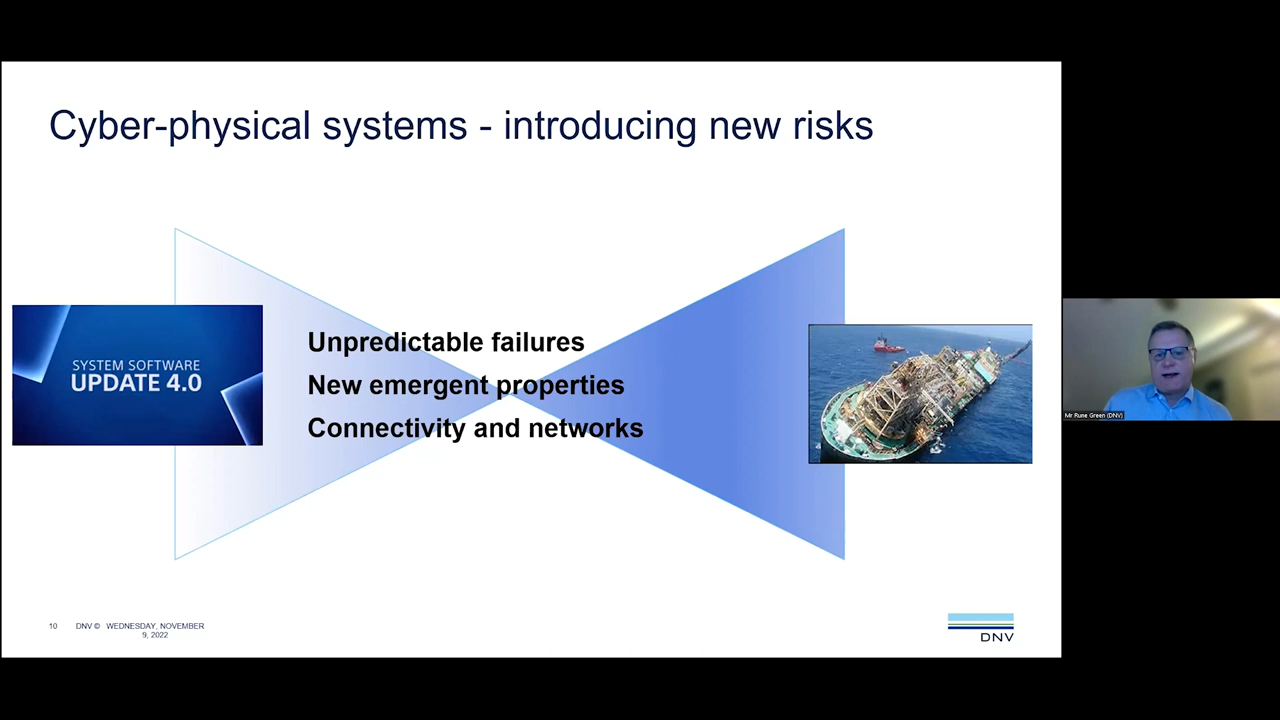 Cyber-physical systems - introducing new risks
SYSTEM SOFTWARE
UPDATE 4.0
Unpredictable failures
New emergent properties
Connectivity and networks
Mr Rune Green (DNV)
10 DNV © WEDNESDAY, NOVEMBER
9, 2022
DNV